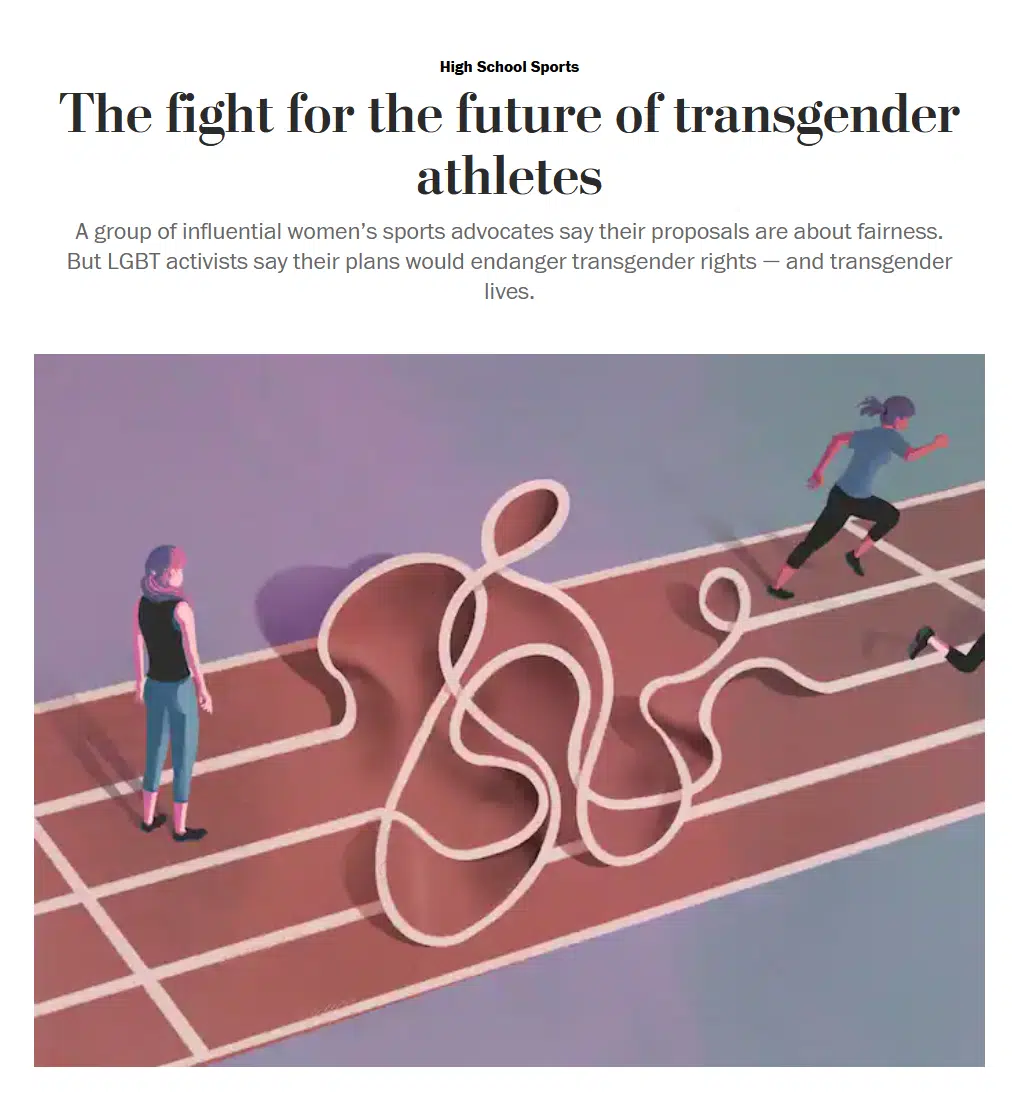 High School Sports
The fight for the future of transgender
athletes
A group of influential women’s sports advocates say their proposals are about fairness.
But LGBT activists say their plans would endanger transgender rights — and transgender
lives.